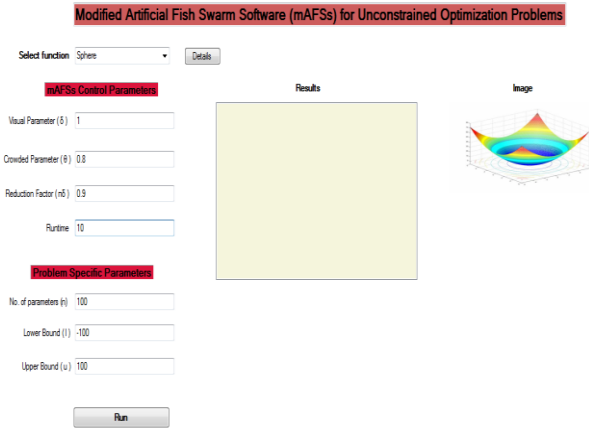 Modified Artificial Fish Swarm Software (mAFSs) for Unconstrained Optimization Problems
Select function Sphere Details
mAFSs Control Parameters
Results
Image
Visual Parameter ( δ ) 1
Crowded Parameter ( θ ) 0.8
Reduction Factor ( nδ ) 0.9
Runtime 10
Problem Specific Parameters
No. of parameters (n) 100
Lower Bound ( l ) -100
Upper Bound ( u ) 100
Run